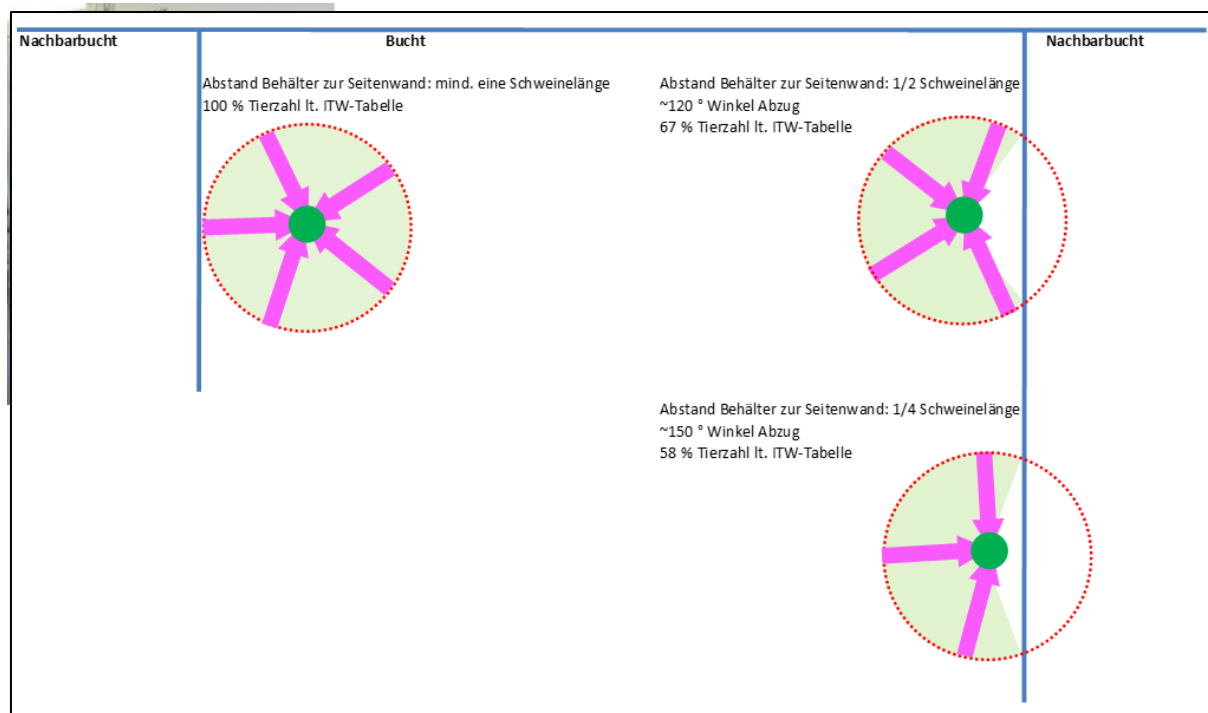 Nachbarbucht
Bucht
Nachbarbucht
Abstand Behälter zur Seitenwand: mind. eine Schweinelänge
100 % Tierzahl lt. ITW-Tabelle
Abstand Behälter zur Seitenwand: 1/2 Schweinelänge
~120 ° Winkel Abzug
67 % Tierzahl lt. ITW-Tabelle
Abstand Behälter zur Seitenwand: 1/4 Schweinelänge
~150 ° Winkel Abzug
58 % Tierzahl lt. ITW-Tabelle